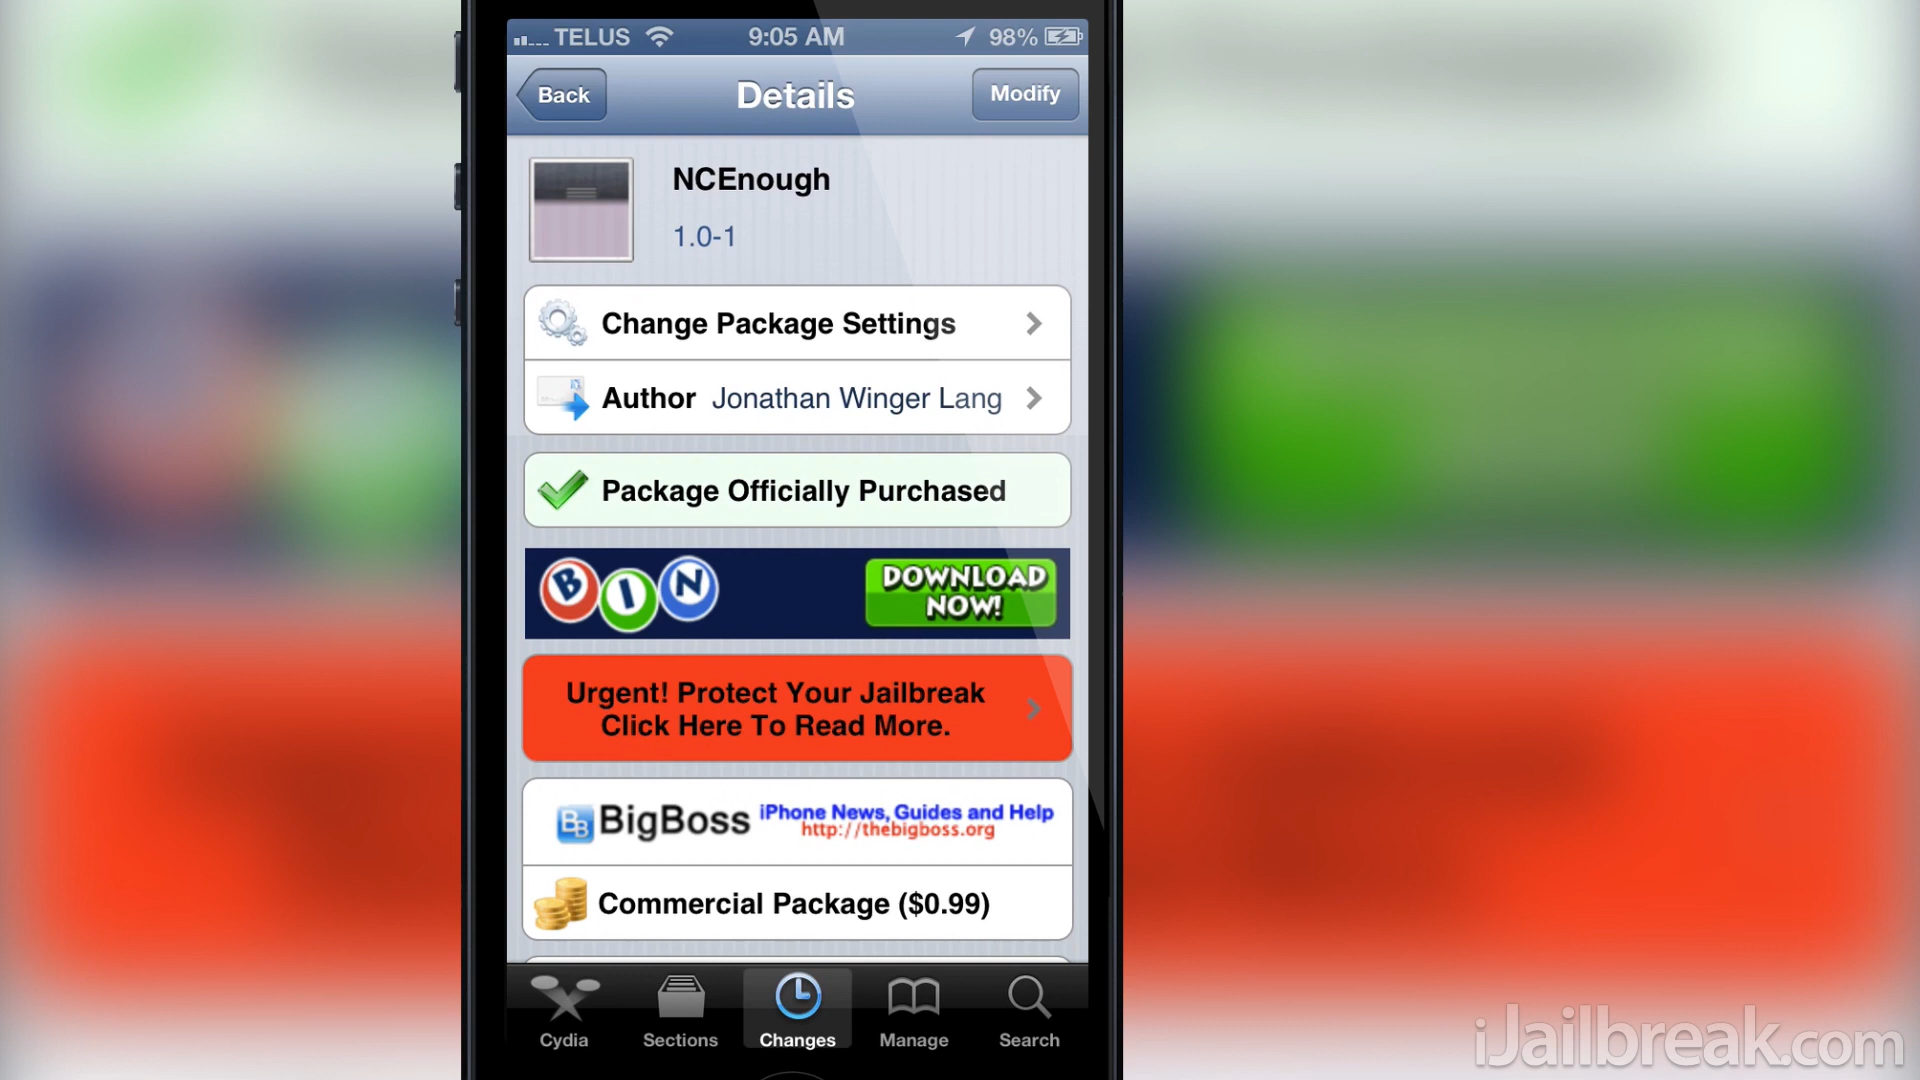 TELUS 9:05 AM 98%
Back Details Modify
NCEnough
1.0-1
Change Package Settings
Author Jonathan Winger Lang
Package Officially Purchased
B I N
DOWNLOAD
NOW!
Urgent! Protect Your Jailbreak
Click Here To Read More.
BB BigBoss iPhone News, Guides and Help
http://thebigboss.org
Commercial Package ($0.99)
Cydia Sections Changes Manage Search
iJailbreak.com